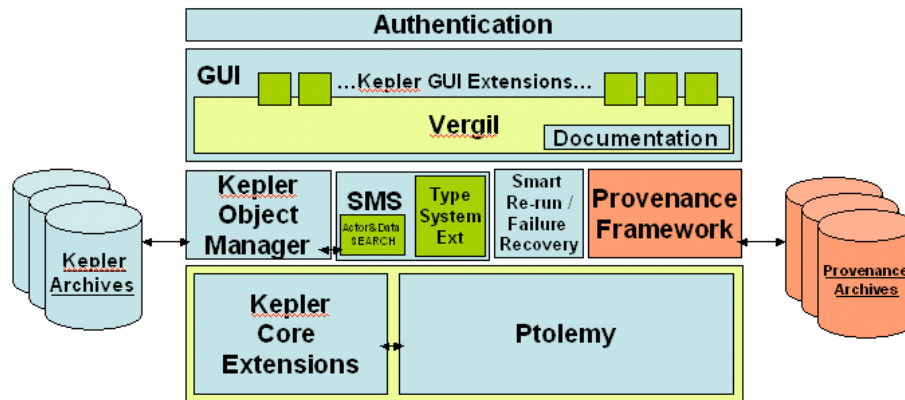 Authentication
GUI
...Kepler GUI Extensions...
Vergil
Documentation
Kepler
Object
Manager
SMS
Actor&Data
SEARCH
Type
System
Ext
Smart
Re-run /
Failure
Recovery
Provenance
Framework
Kepler
Archives
Provenance
Archives
Kepler
Core
Extensions
Ptolemy